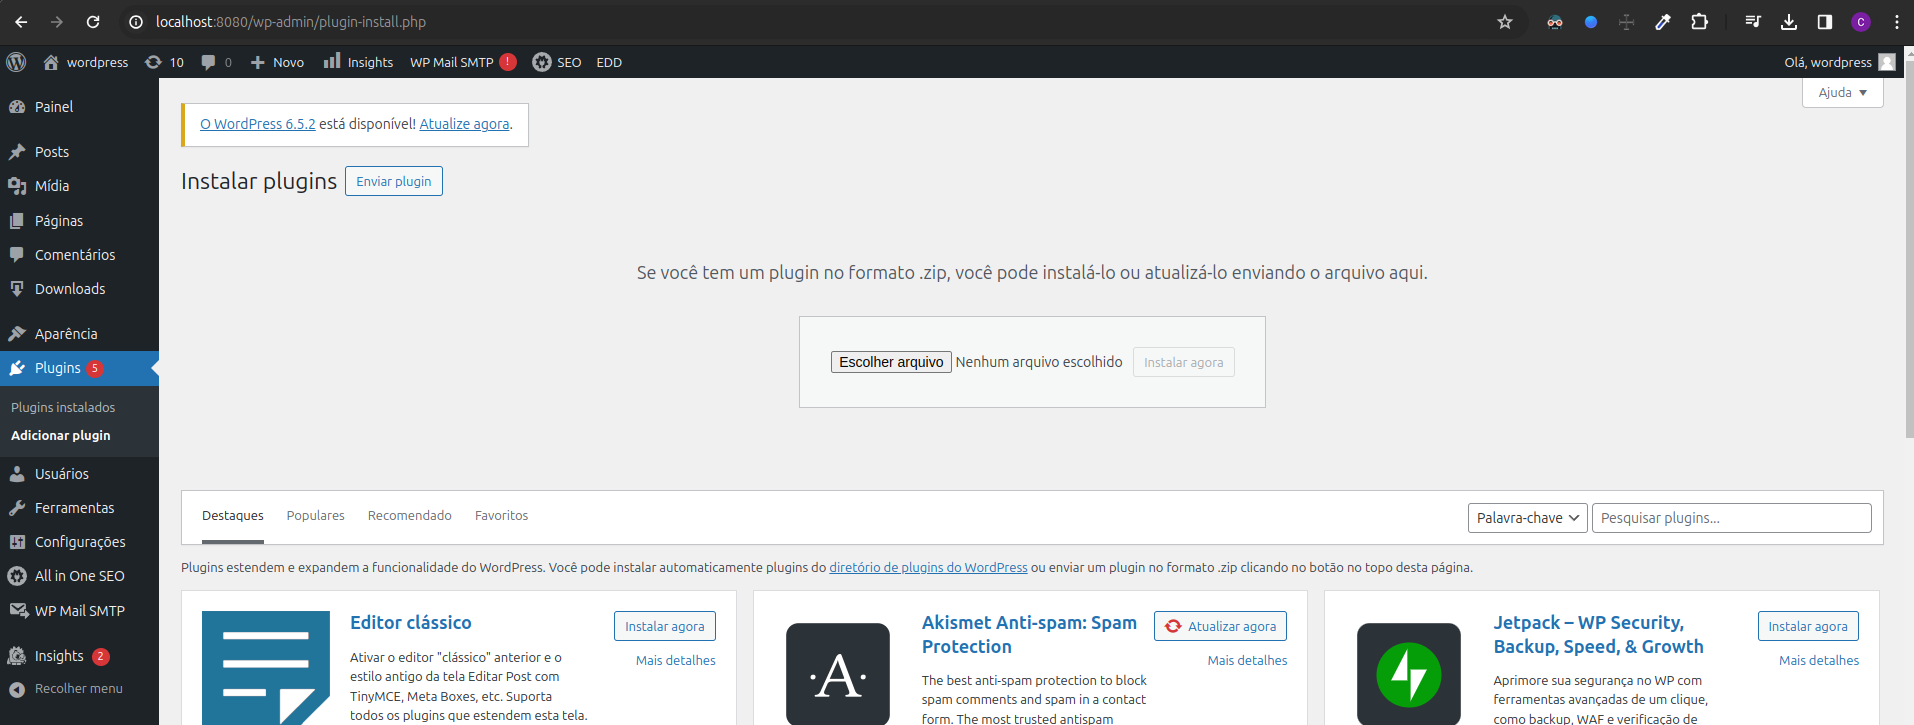 localhost:8080/wp-admin/plugin-install.php
C
wordpress 10 0 Novo Insights WP Mail SMTP ! SEO EDD Olá, wordpress
Ajuda
Painel
Posts
Mídia
Páginas
Comentários
Downloads
Aparência
Plugins 5
Plugins instalados
Adicionar plugin
Usuários
Ferramentas
Configurações
All in One SEO
WP Mail SMTP
Insights 2
Recolher menu
O WordPress 6.5.2 está disponível! Atualize agora.
Instalar plugins Enviar plugin
Se você tem um plugin no formato .zip, você pode instalá-lo ou atualizá-lo enviando o arquivo aqui.
Escolher arquivo Nenhum arquivo escolhido Instalar agora
Destaques Populares Recomendado Favoritos Palavra-chave Pesquisar plugins...
Plugins estendem e expandem a funcionalidade do WordPress. Você pode instalar automaticamente plugins do diretório de plugins do WordPress ou enviar um plugin no formato .zip clicando no botão no topo desta página.
Editor clássico
Instalar agora
Mais detalhes
Ativar o editor "clássico" anterior e o
estilo antigo da tela Editar Post com
TinyMCE, Meta Boxes, etc. Suporta
todos os plugins que estendem esta tela.
·A·
Akismet Anti-spam: Spam
Protection
Atualizar agora
Mais detalhes
The best anti-spam protection to block
spam comments and spam in a contact
form. The most trusted antispam
Jetpack – WP Security,
Backup, Speed, & Growth
Instalar agora
Mais detalhes
Aprimore sua segurança no WP com
ferramentas avançadas de um clique,
como backup, WAF e verificação de